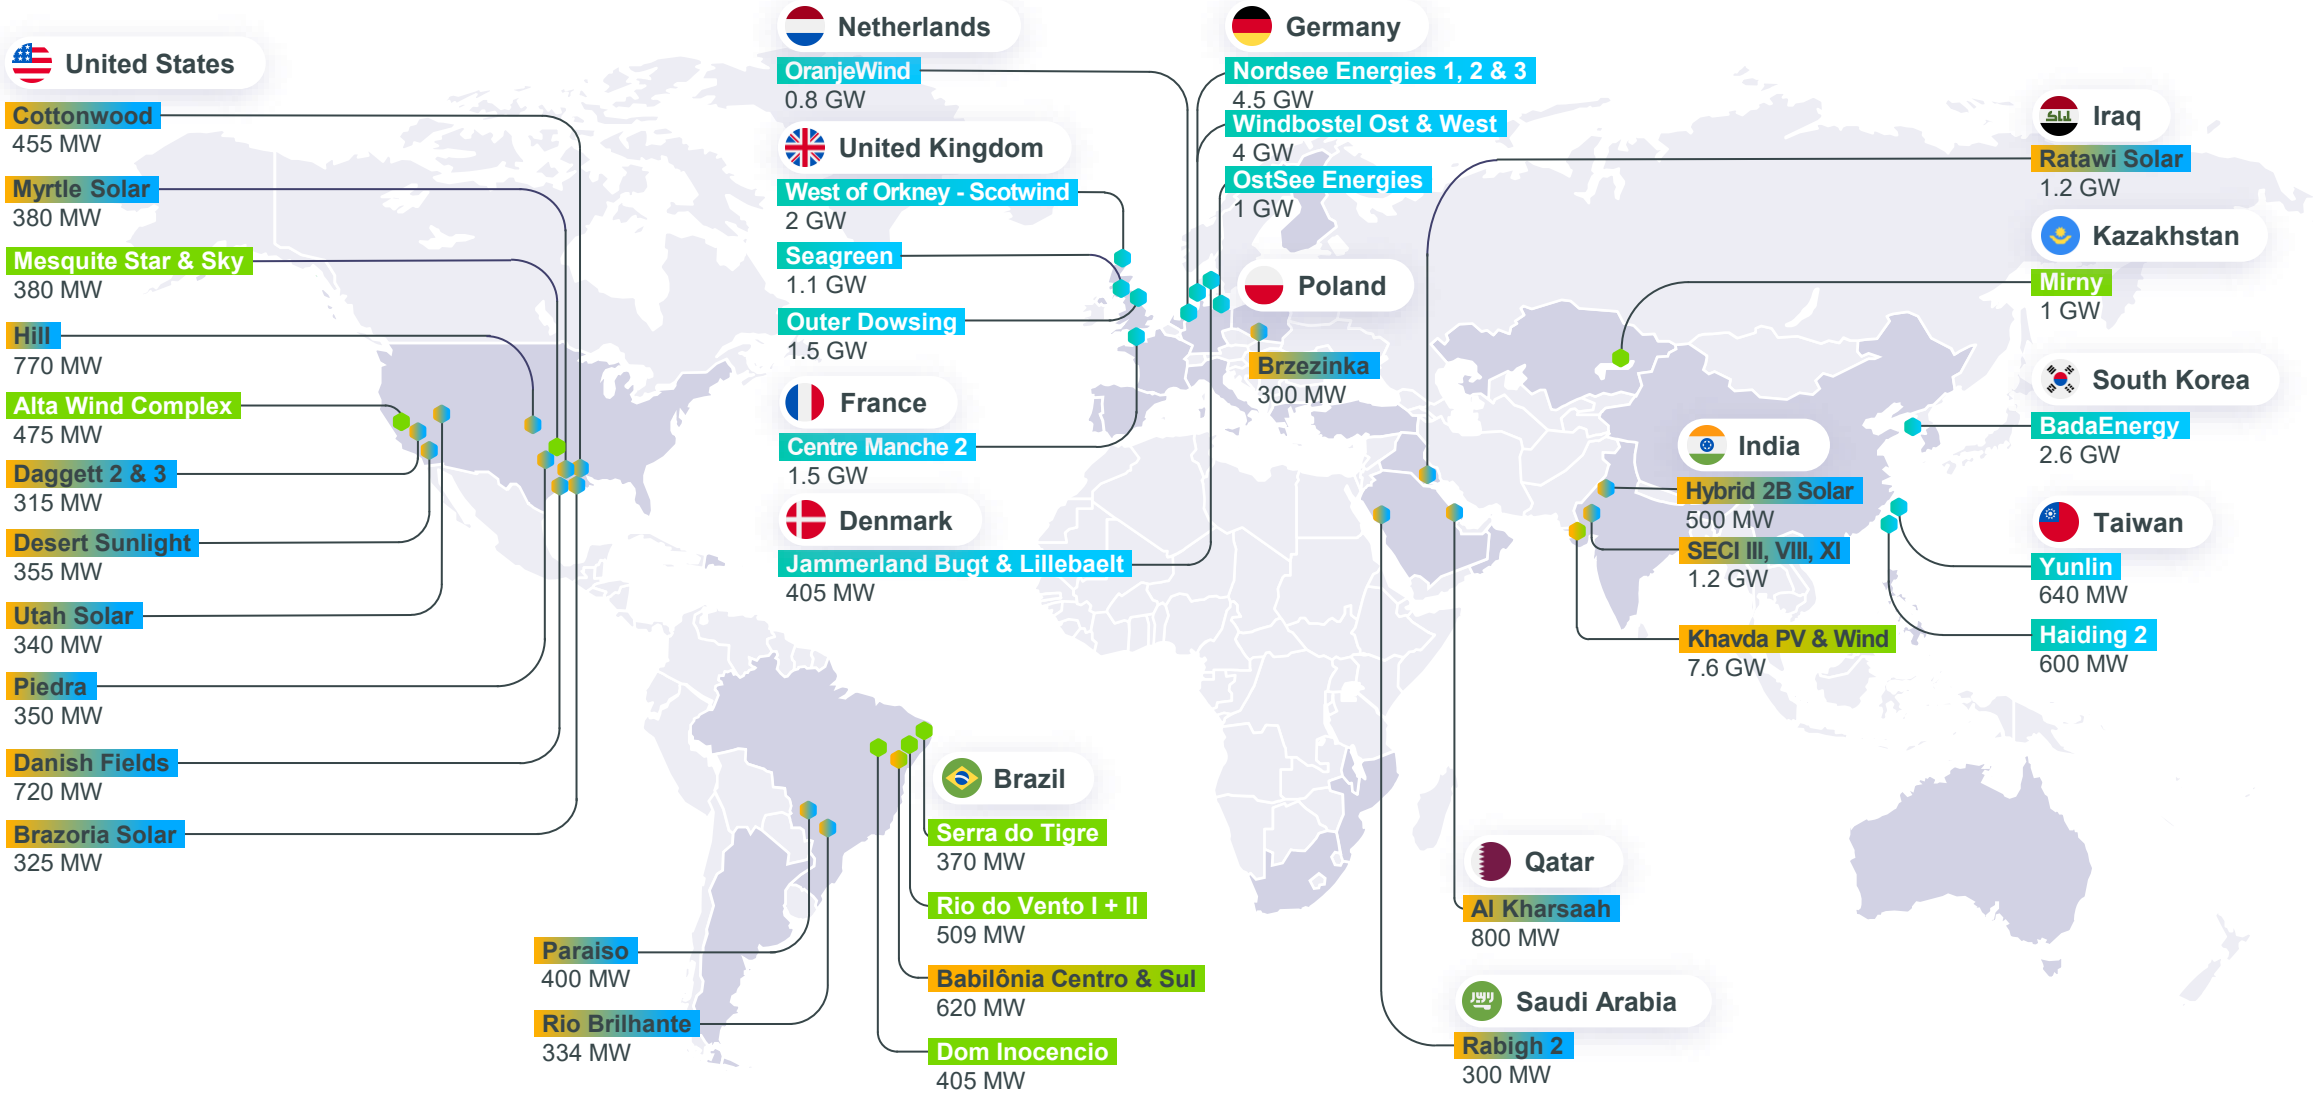 United States
Cottonwood
455 MW
Myrtle Solar
380 MW
Mesquite Star & Sky
380 MW
Hill
770 MW
Alta Wind Complex
475 MW
Daggett 2 & 3
315 MW
Desert Sunlight
355 MW
Utah Solar
340 MW
Piedra
350 MW
Danish Fields
720 MW
Brazoria Solar
325 MW
Netherlands
OranjeWind
0.8 GW
United Kingdom
West of Orkney - Scotwind
2 GW
Seagreen
1.1 GW
Outer Dowsing
1.5 GW
France
Centre Manche 2
1.5 GW
Denmark
Jammerland Bugt & Lillebaelt
405 MW
Germany
Nordsee Energies 1, 2 & 3
4.5 GW
Windbostel Ost & West
4 GW
OstSee Energies
1 GW
Poland
Brzezinka
300 MW
Brazil
Serra do Tigre
370 MW
Rio do Vento I + II
509 MW
Babilônia Centro & Sul
620 MW
Dom Inocencio
405 MW
Paraiso
400 MW
Rio Brilhante
334 MW
Iraq
Ratawi Solar
1.2 GW
Kazakhstan
Mirny
1 GW
South Korea
BadaEnergy
2.6 GW
Taiwan
Yunlin
640 MW
Haiding 2
600 MW
India
Hybrid 2B Solar
500 MW
SECI III, VIII, XI
1.2 GW
Khavda PV & Wind
7.6 GW
Qatar
Al Kharsaah
800 MW
Saudi Arabia
Rabigh 2
300 MW